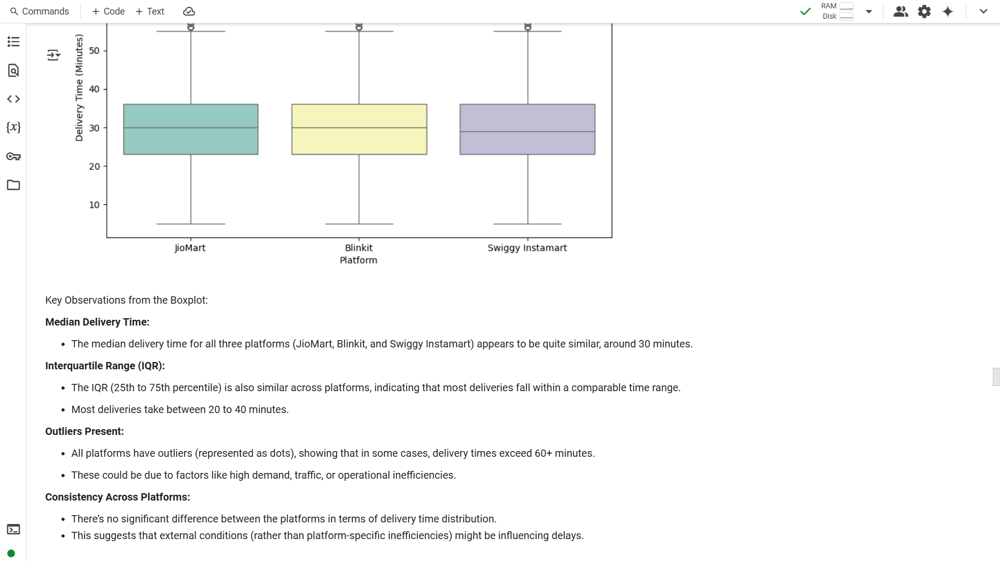 Commands + Code + Text
RAM
Disk
Delivery Time (Minutes)
50
40
30
20
10
{x}
JioMart Blinkit Swiggy Instamart
Platform
Key Observations from the Boxplot:
Median Delivery Time:
• The median delivery time for all three platforms (JioMart, Blinkit, and Swiggy Instamart) appears to be quite similar, around 30 minutes.
Interquartile Range (IQR):
• The IQR (25th to 75th percentile) is also similar across platforms, indicating that most deliveries fall within a comparable time range.
• Most deliveries take between 20 to 40 minutes.
Outliers Present:
• All platforms have outliers (represented as dots), showing that in some cases, delivery times exceed 60+ minutes.
• These could be due to factors like high demand, traffic, or operational inefficiencies.
Consistency Across Platforms:
• There’s no significant difference between the platforms in terms of delivery time distribution.
• This suggests that external conditions (rather than platform-specific inefficiencies) might be influencing delays.